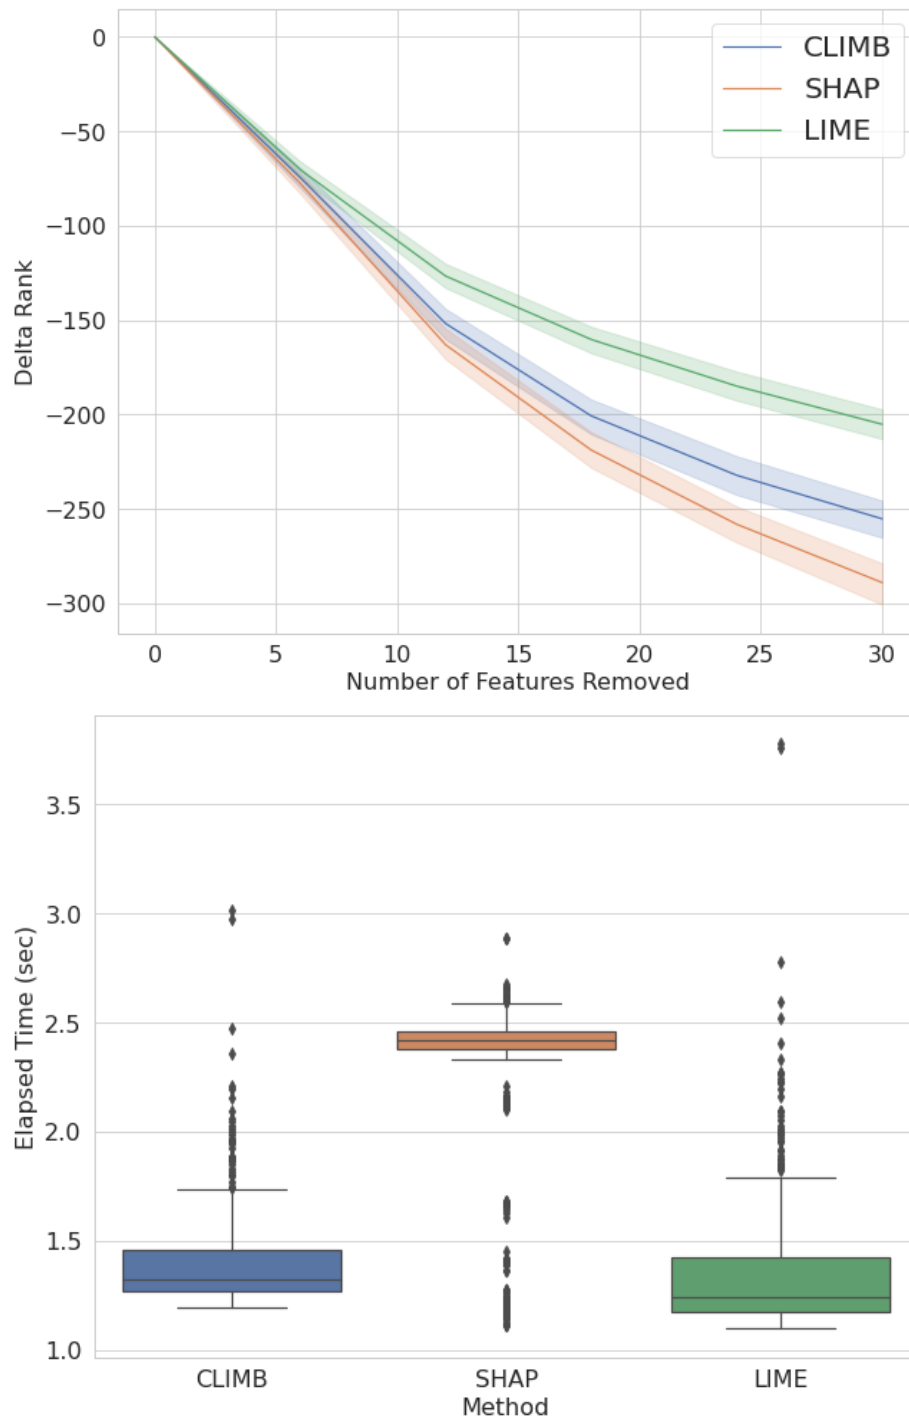 0
−50
−100
−150
−200
−250
−300
Delta Rank
CLIMB
SHAP
LIME
0 5 10 15 20 25 30
Number of Features Removed
3.5
3.0
2.5
2.0
1.5
1.0
Elapsed Time (sec)
CLIMB SHAP LIME
Method